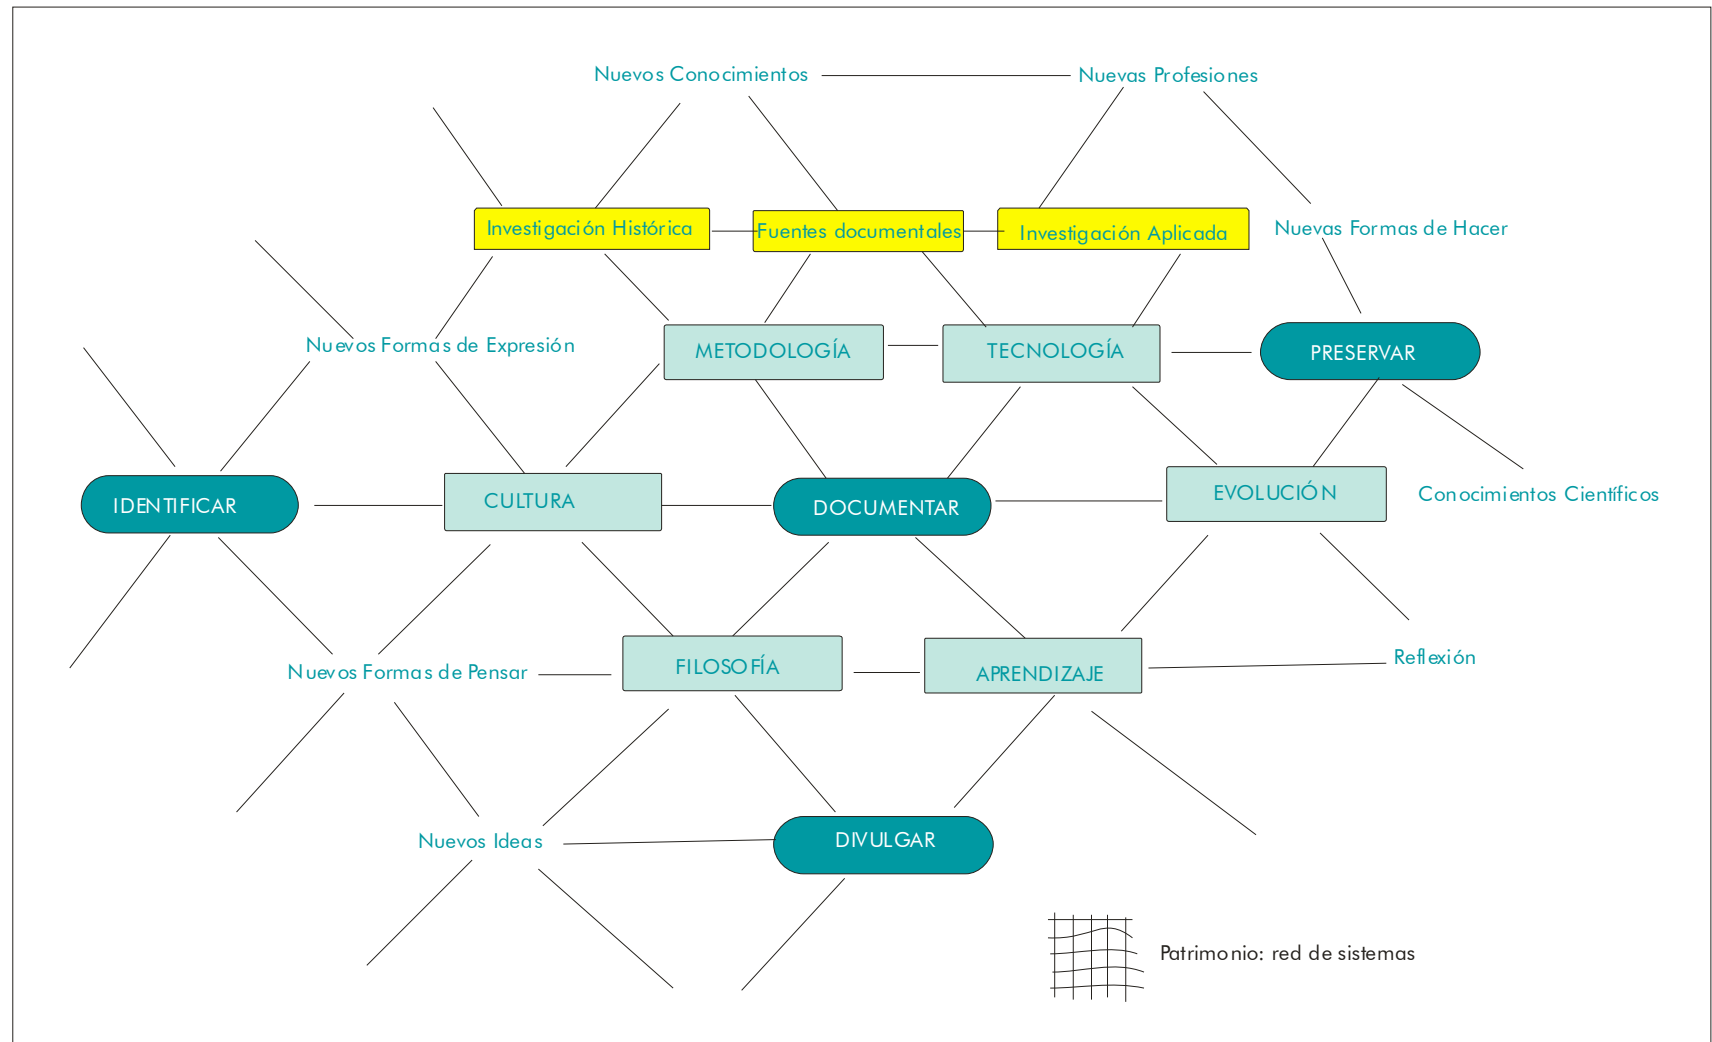 Nuevos Conocimientos
Nuevas Profesiones
Investigación Histórica
Fuentes documentales
Investigación Aplicada
Nuevas Formas de Hacer
Nuevos Formas de Expresión
METODOLOGÍA
TECNOLOGÍA
PRESERVAR
IDENTIFICAR
CULTURA
DOCUMENTAR
EVOLUCIÓN
Conocimientos Científicos
Nuevos Formas de Pensar
FILOSOFÍA
APRENDIZAJE
Reflexión
Nuevos Ideas
DIVULGAR
Patrimonio: red de sistemas